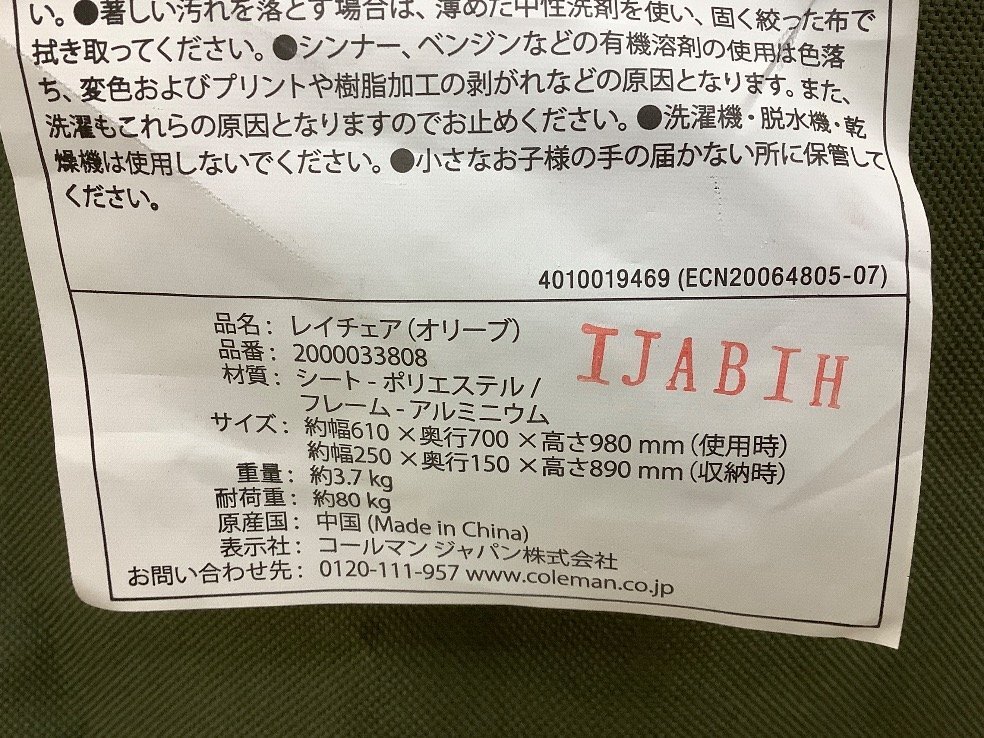 い。●著しい汚れを落とす場合は、薄めた中性洗剤を使い、固く絞った布で
拭き取ってください。●シンナー、ベンジンなどの有機溶剤の使用は色落
ち、変色およびプリントや樹脂加工の剥がれなどの原因となります。また、
洗濯もこれらの原因となりますのでお止めください。●洗濯機・脱水機・乾
燥機は使用しないでください。●小さなお子様の手の届かない所に保管して
ください。
4010019469 (ECN20064805-07)
品名： レイチェア（オリーブ）
品番： 2000033808
材質： シート - ポリエステル /
フレーム - アルミニウム
IJABIH
サイズ： 約幅610 × 奥行700 × 高さ980 mm（使用時）
約幅250 × 奥行150 × 高さ890 mm（収納時）
重量： 約3.7 kg
耐荷重： 約80 kg
原産国： 中国 (Made in China)
表示社： コールマン ジャパン株式会社
お問い合わせ先： 0120-111-957 www.coleman.co.jp